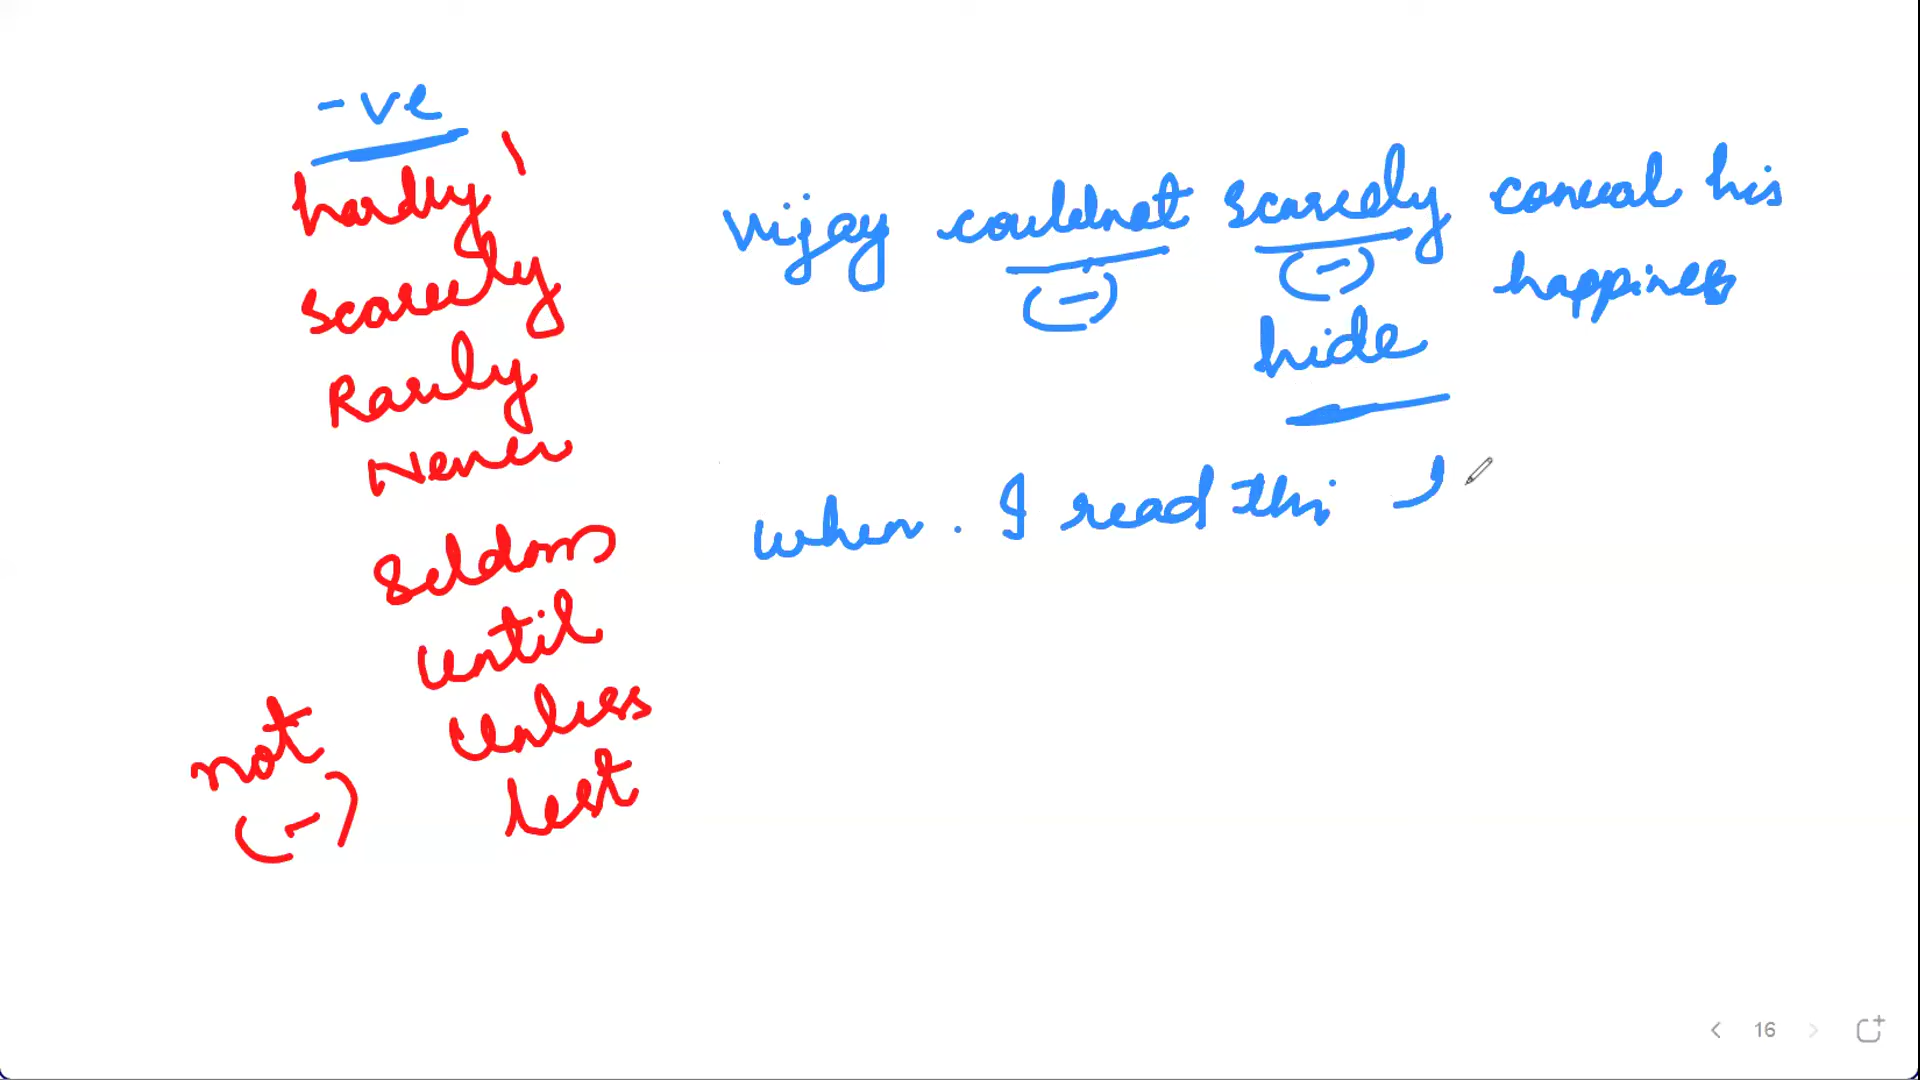 -ve
hardly
scarcely
Rarely
Never
Seldom
until
unless
lest
not
(-)
Vijay couldnot scarcely conceal his
happiness
(-) (-)
hide
when. I read this
16